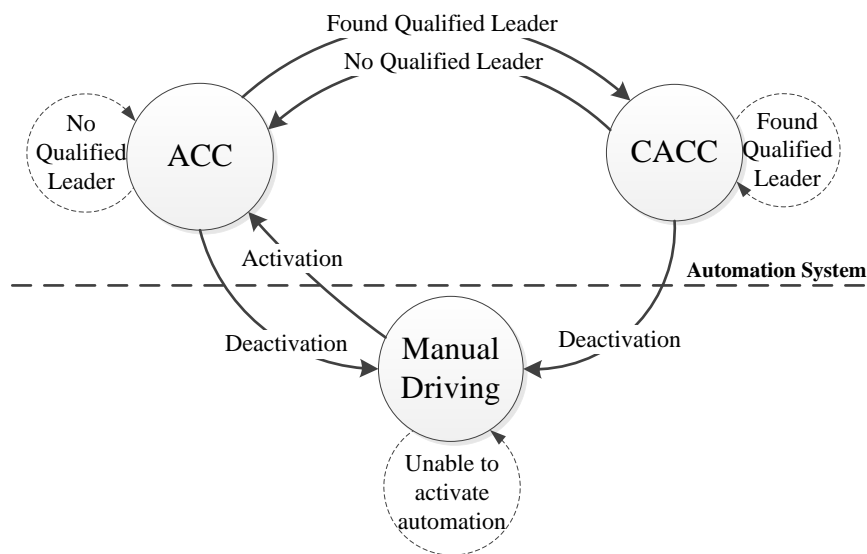 Found Qualified Leader
No Qualified Leader
No
Qualified
Leader
ACC
CACC
Found
Qualified
Leader
Activation
Automation System
Deactivation
Deactivation
Manual
Driving
Unable to
activate
automation